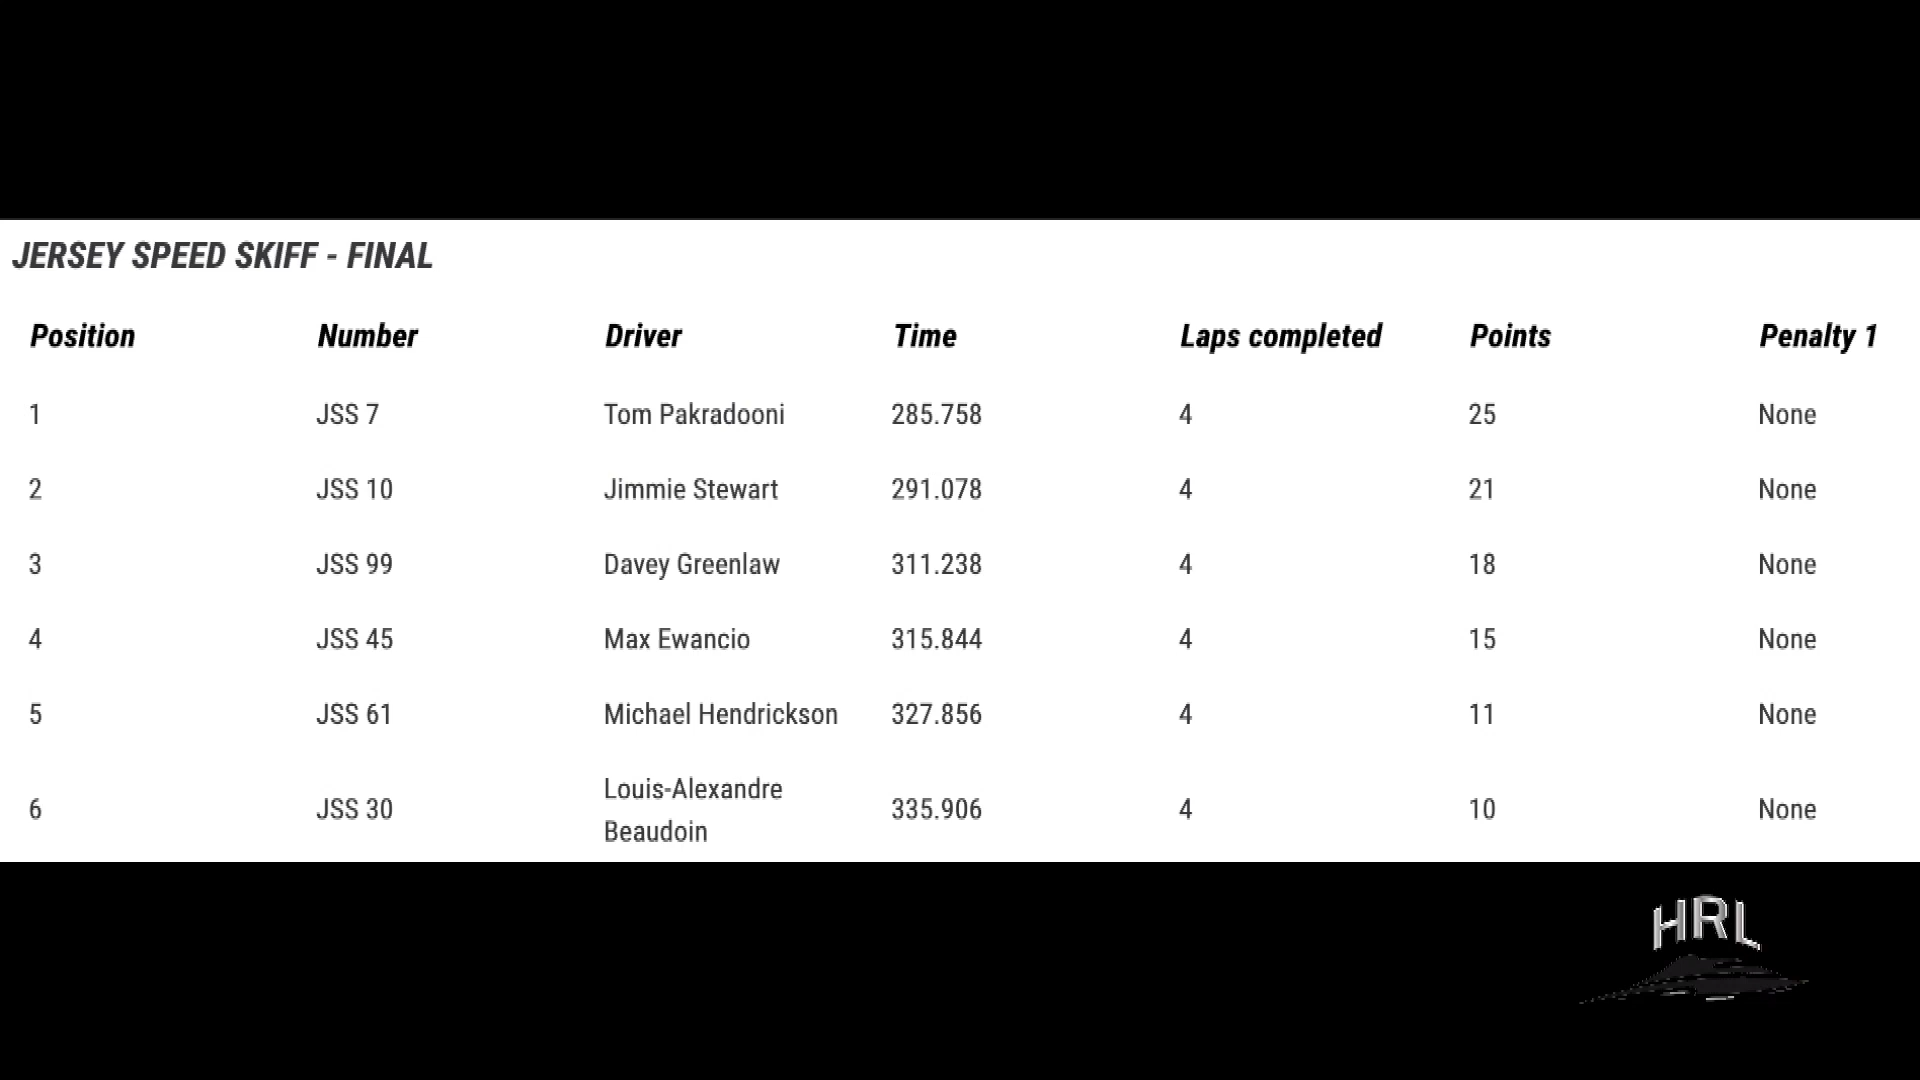 JERSEY SPEED SKIFF - FINAL
Position Number Driver Time Laps completed Points Penalty 1
1 JSS 7 Tom Pakradooni 285.758 4 25 None
2 JSS 10 Jimmie Stewart 291.078 4 21 None
3 JSS 99 Davey Greenlaw 311.238 4 18 None
4 JSS 45 Max Ewancio 315.844 4 15 None
5 JSS 61 Michael Hendrickson 327.856 4 11 None
6 JSS 30 Louis-Alexandre Beaudoin 335.906 4 10 None
HRL